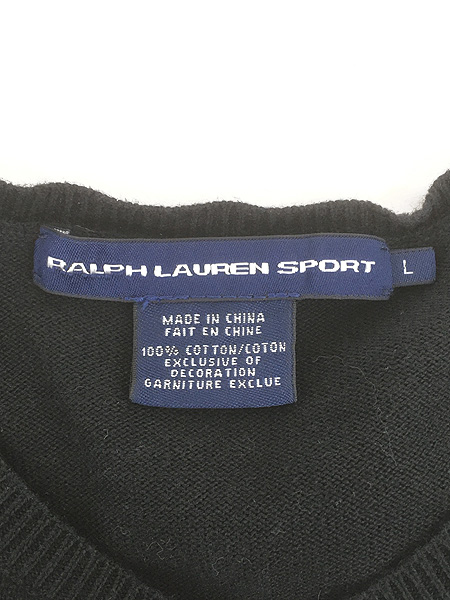 RALPH LAUREN SPORT
L
MADE IN CHINA
FAIT EN CHINE
100% COTTON/COTON
EXCLUSIVE OF
DECORATION
GARNITURE EXCLUE